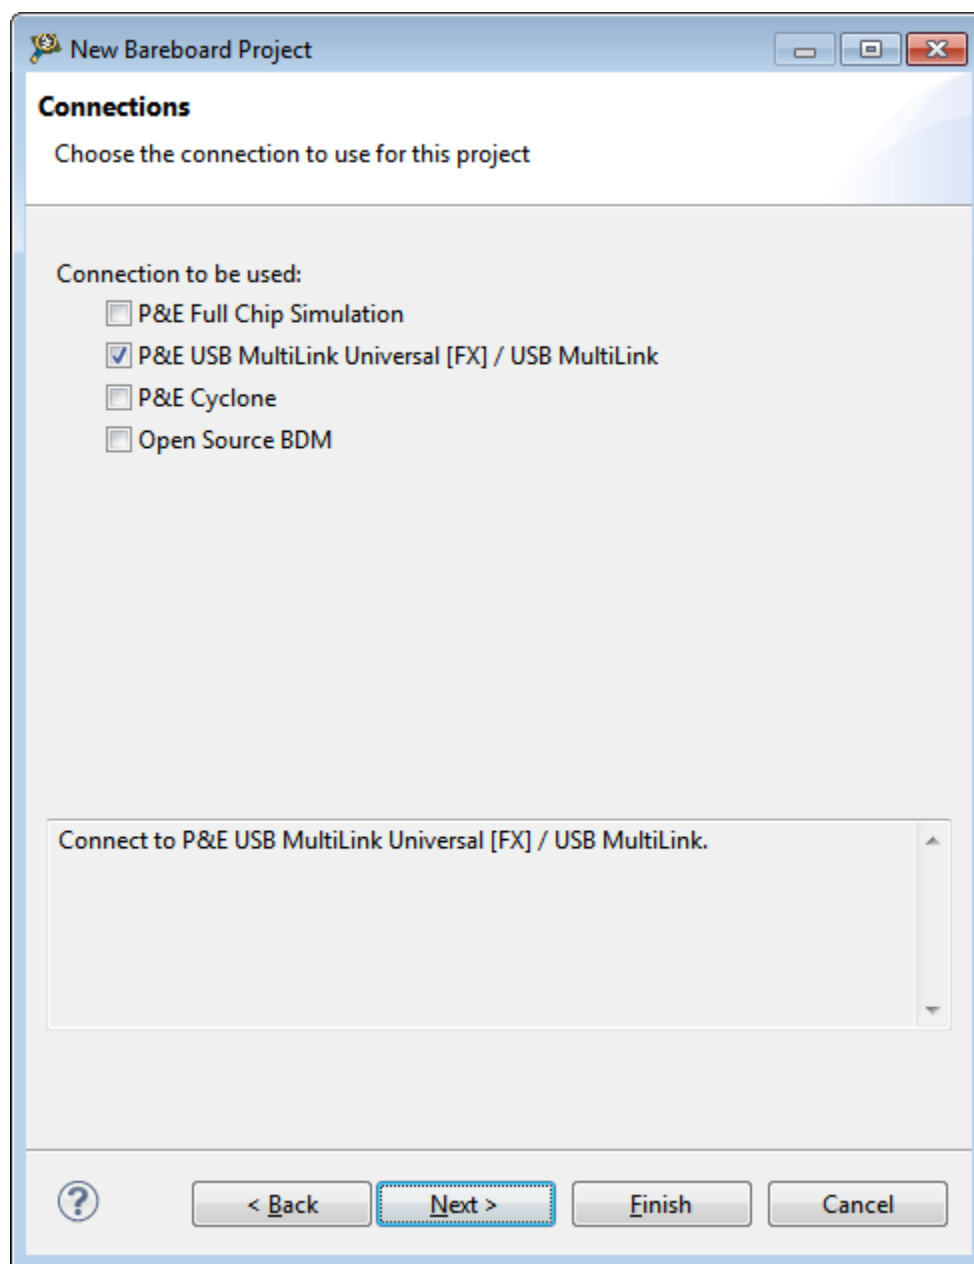 New Bareboard Project
Connections
Choose the connection to use for this project
Connection to be used:
P&E Full Chip Simulation
P&E USB MultiLink Universal [FX] / USB MultiLink
P&E Cyclone
Open Source BDM
Connect to P&E USB MultiLink Universal [FX] / USB MultiLink.
? < Back Next > Finish Cancel